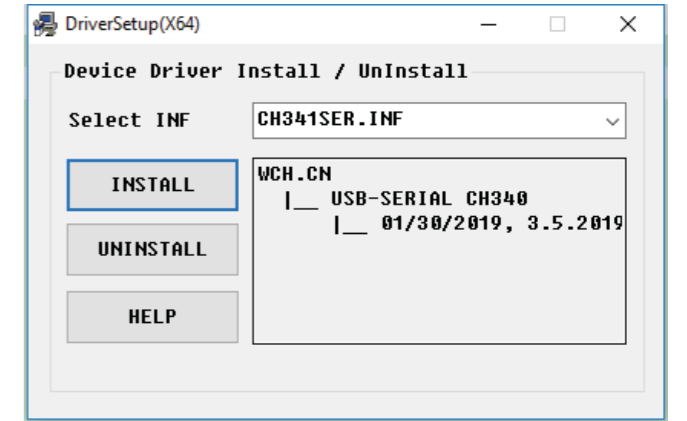 DriverSetup(X64)
Device Driver Install / UnInstall
Select INF
CH341SER.INF
INSTALL
UNINSTALL
HELP
WCH.CN
|__ USB-SERIAL CH340
|__ 01/30/2019, 3.5.2019